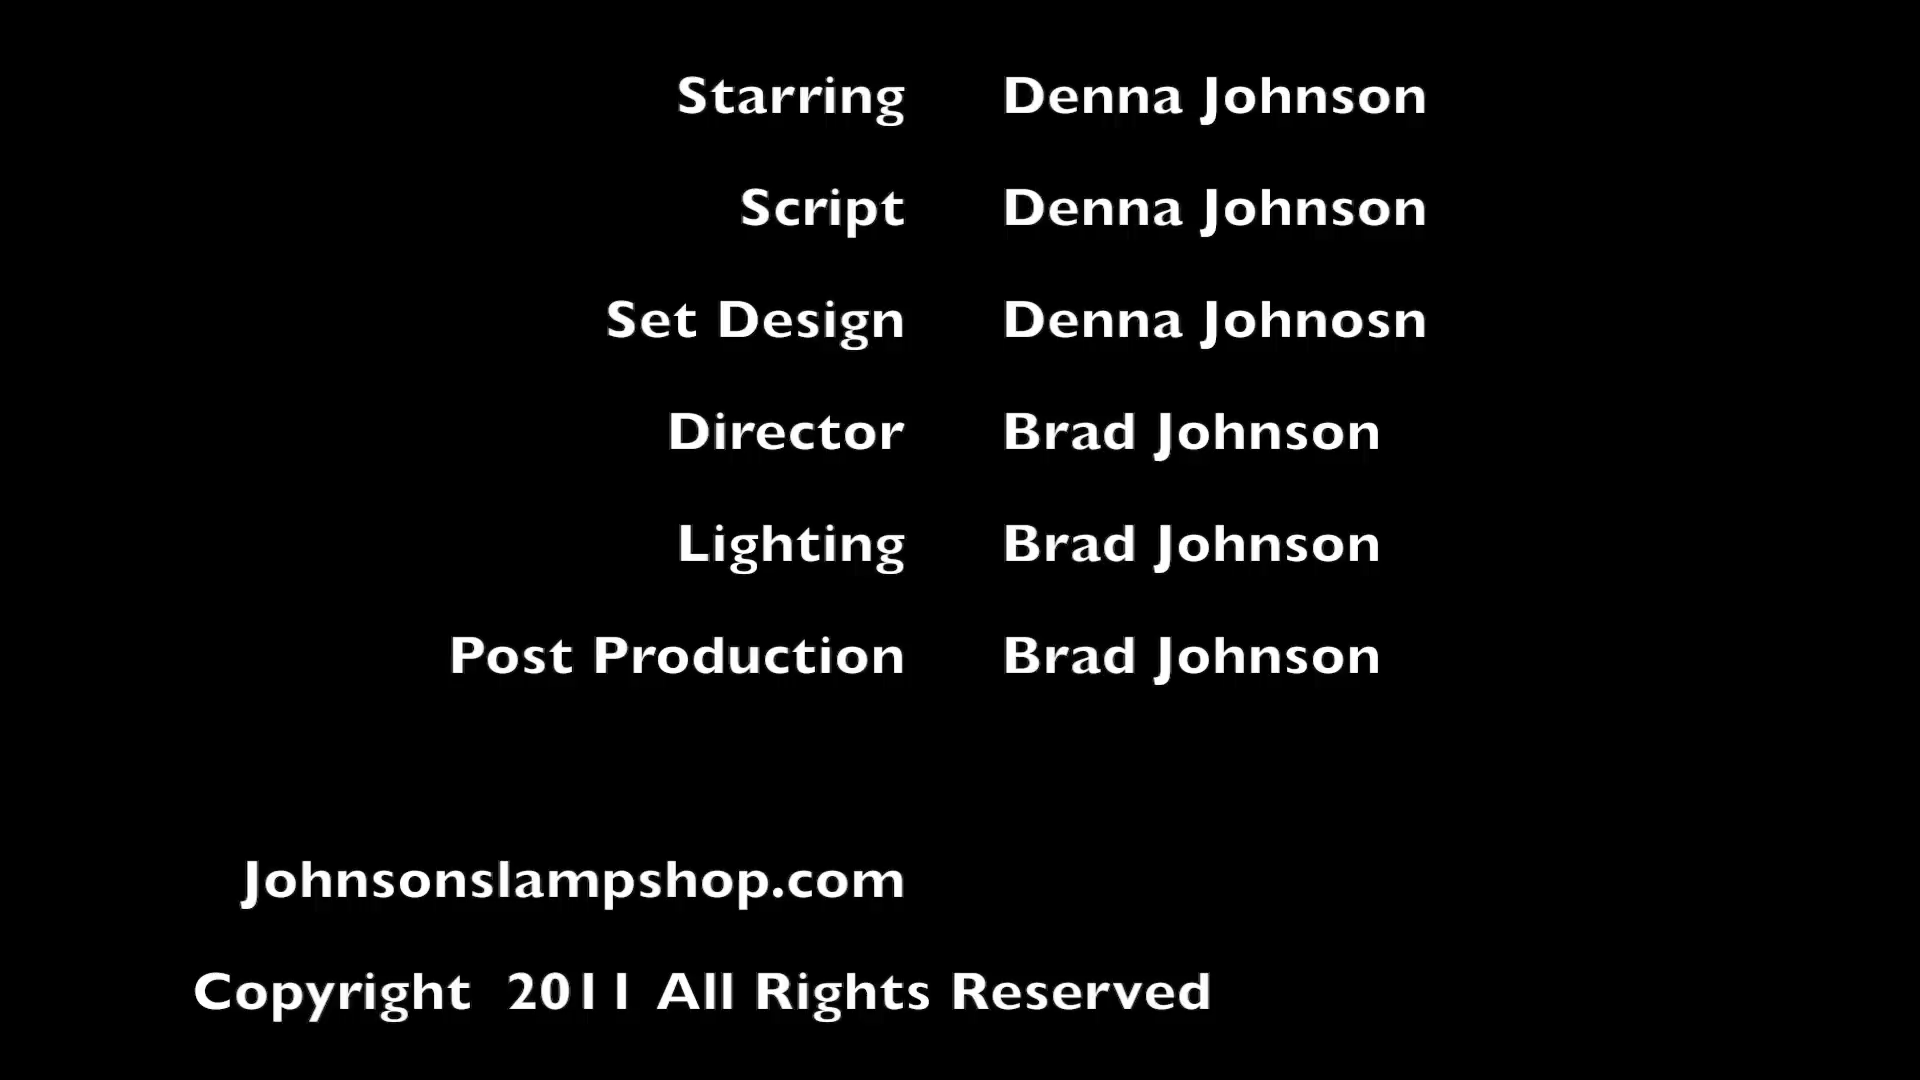 Starring Denna Johnson
Script Denna Johnson
Set Design Denna Johnosn
Director Brad Johnson
Lighting Brad Johnson
Post Production Brad Johnson
Johnsonslampshop.com
Copyright 2011 All Rights Reserved